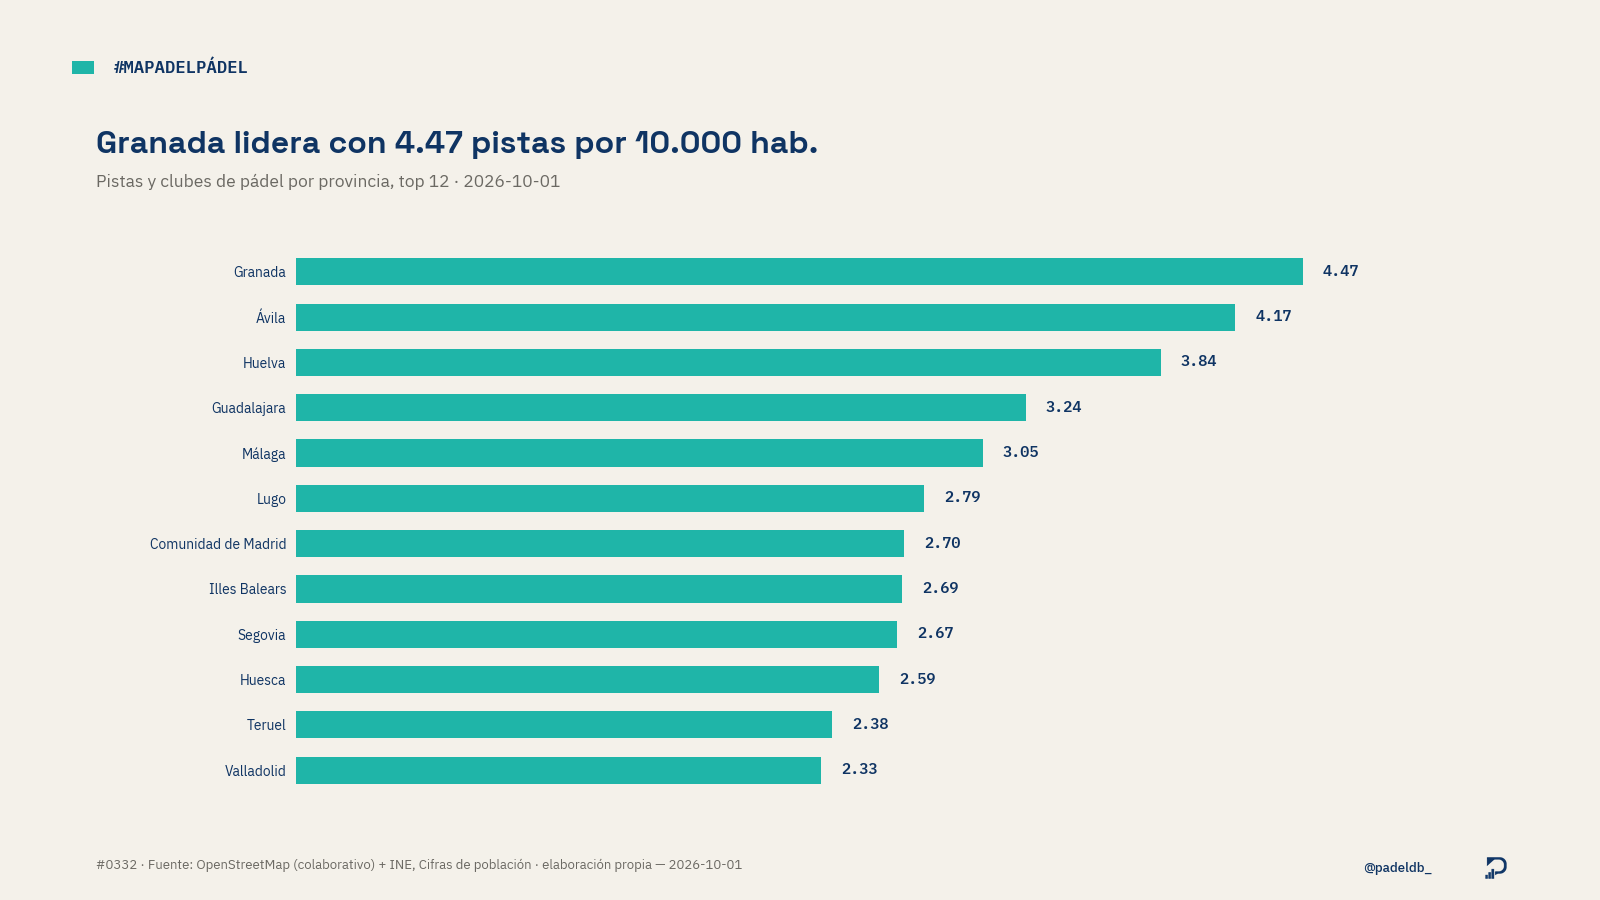 #MAPADELPÁDEL
Granada lidera con 4.47 pistas por 10.000 hab.
Pistas y clubes de pádel por provincia, top 12 · 2026-10-01
Granada 4.47
Ávila 4.17
Huelva 3.84
Guadalajara 3.24
Málaga 3.05
Lugo 2.79
Comunidad de Madrid 2.70
Illes Balears 2.69
Segovia 2.67
Huesca 2.59
Teruel 2.38
Valladolid 2.33
#0332 · Fuente: OpenStreetMap (colaborativo) + INE, Cifras de población · elaboración propia — 2026-10-01
@padeldb_